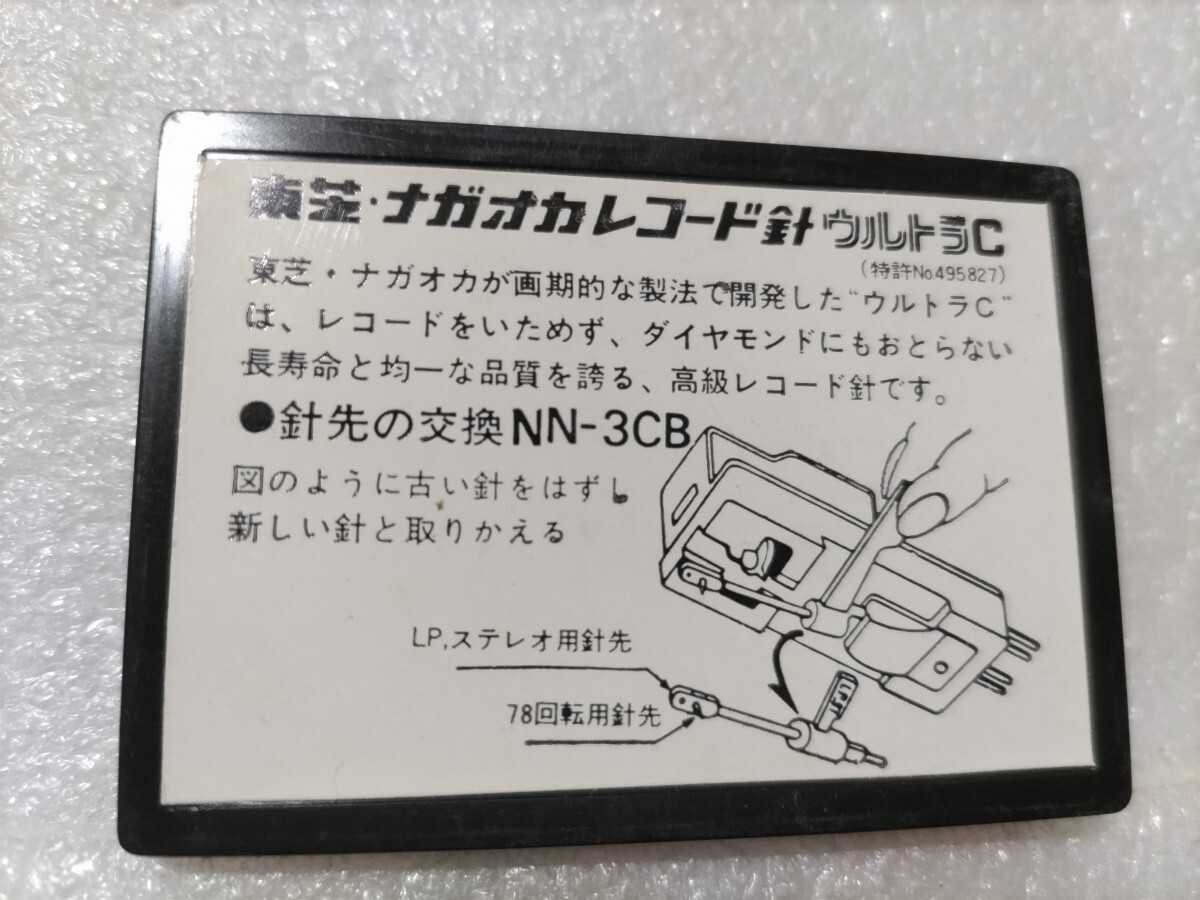 東芝・ナガオカレコード針 ウルトラC
(特許No.495827)
東芝・ナガオカが画期的な製法で開発した"ウルトラC"
は、レコードをいためず、ダイヤモンドにもおとらない
長寿命と均一な品質を誇る、高級レコード針です。
●針先の交換NN-3CB
図のように古い針をはずし
新しい針と取りかえる
LP,ステレオ用針先
78回転用針先